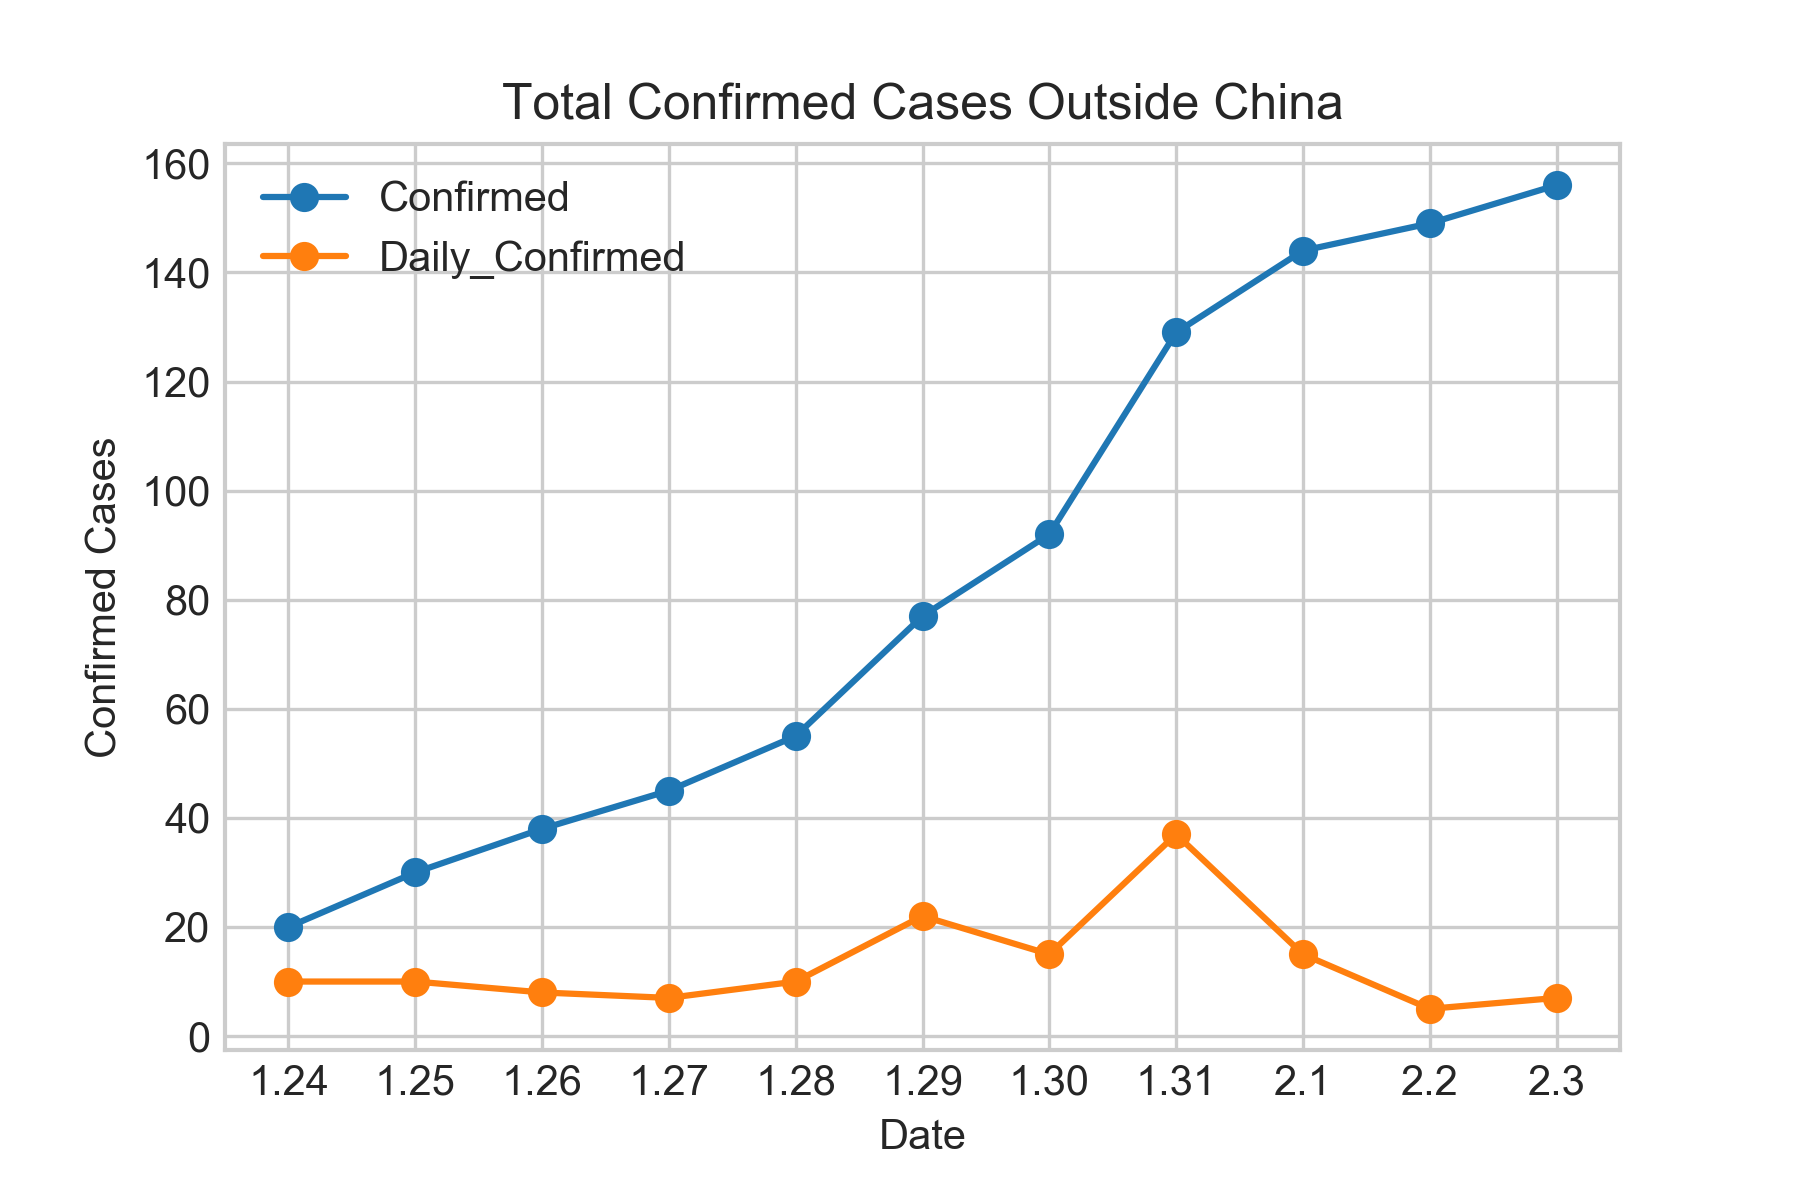 Total Confirmed Cases Outside China
Confirmed
Daily_Confirmed
160
140
120
100
80
60
40
20
0
Confirmed Cases
1.24 1.25 1.26 1.27 1.28 1.29 1.30 1.31 2.1 2.2 2.3
Date